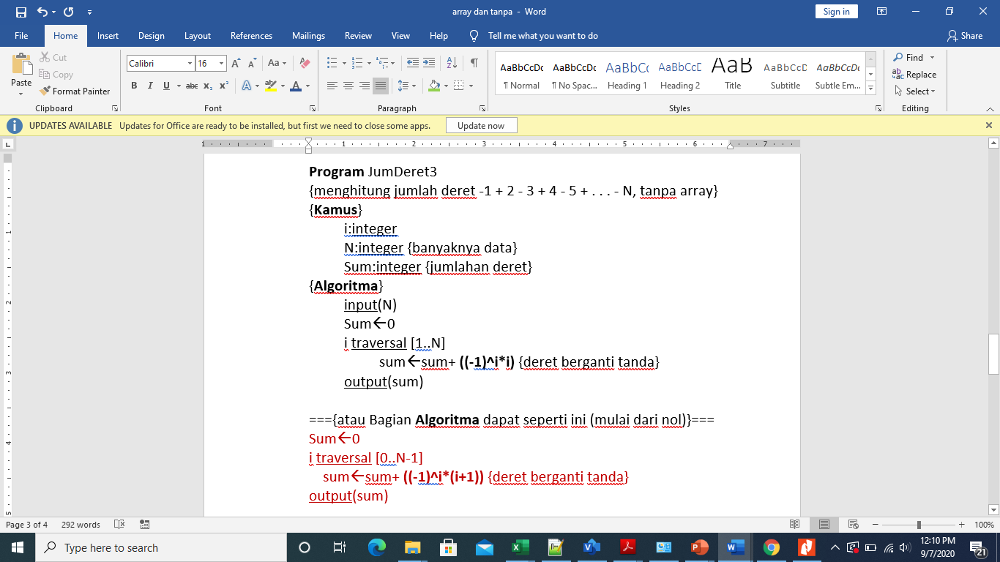 array dan tanpa - Word
Sign in
File Home Insert Design Layout References Mailings Review View Help Tell me what you want to do Share
Paste
Cut
Copy
Format Painter
Clipboard
Calibri 16
Font
Paragraph
AaBbCcDc AaBbCcDc AaBbCc AaBbCcD AaB AaBbCcD AaBbCcDc
¶ Normal ¶ No Spac... Heading 1 Heading 2 Title Subtitle Subtle Em...
Styles
Find
Replace
Select
Editing
UPDATES AVAILABLE Updates for Office are ready to be installed, but first we need to close some apps. Update now
1 1 2 3 4 5 6 7
Program JumDeret3
{menghitung jumlah deret -1 + 2 - 3 + 4 - 5 + . . . - N, tanpa array}
{Kamus}
i:integer
N:integer {banyaknya data}
Sum:integer {jumlahan deret}
{Algoritma}
input(N)
Sum←0
i traversal [1..N]
sum←sum+ ((-1)^i*i) {deret berganti tanda}
output(sum)
==={atau Bagian Algoritma dapat seperti ini (mulai dari nol)}===
Sum←0
i traversal [0..N-1]
sum←sum+ ((-1)^i*(i+1)) {deret berganti tanda}
output(sum)
Page 3 of 4 292 words 100%
Type here to search
12:10 PM
9/7/2020
21